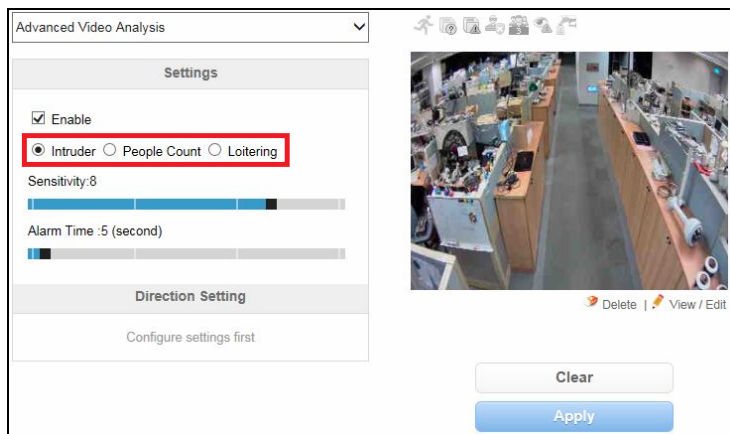 Advanced Video Analysis
Settings
Enable
Intruder People Count Loitering
Sensitivity:8
Alarm Time :5 (second)
Direction Setting
Configure settings first
Delete | View / Edit
Clear
Apply